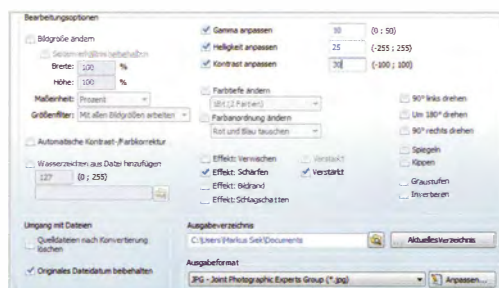 Bearbeitungsoptionen
Bildgröße ändern
Seitenverhältnis beibehalten
Breite: 100 %
Höhe: 100 %
Maßeinheit: Prozent
Größenfilter: Mit allen Bildgrößen arbeiten
Automatische Kontrast-/Farbkorrektur
Wasserzeichen aus Datei hinzufügen
127 (0 ; 255)
Gamma anpassen (0 ; 50)
Helligkeit anpassen 25 (-255 ; 255)
Kontrast anpassen 30 (-100 ; 100)
Farbtiefe ändern
1Bit (2 Farben)
Farbanordnung ändern
Rot und Blau tauschen
Effekt: Verwischen Verstärkt
Effekt: Schärfen Verstärkt
Effekt: Bildrand
Effekt: Schlagschatten
90° links drehen
Um 180° drehen
90° rechts drehen
Spiegeln
Kippen
Graustufen
Invertieren
Umgang mit Dateien
Quelldateien nach Konvertierung
löschen
Originales Dateidatum beibehalten
Ausgabeverzeichnis
C:\Users\Markus Siek\Documents Aktuelles Verzeichnis
Ausgabeformat
JPG - Joint Photographic Experts Group (*.jpg) Anpassen...